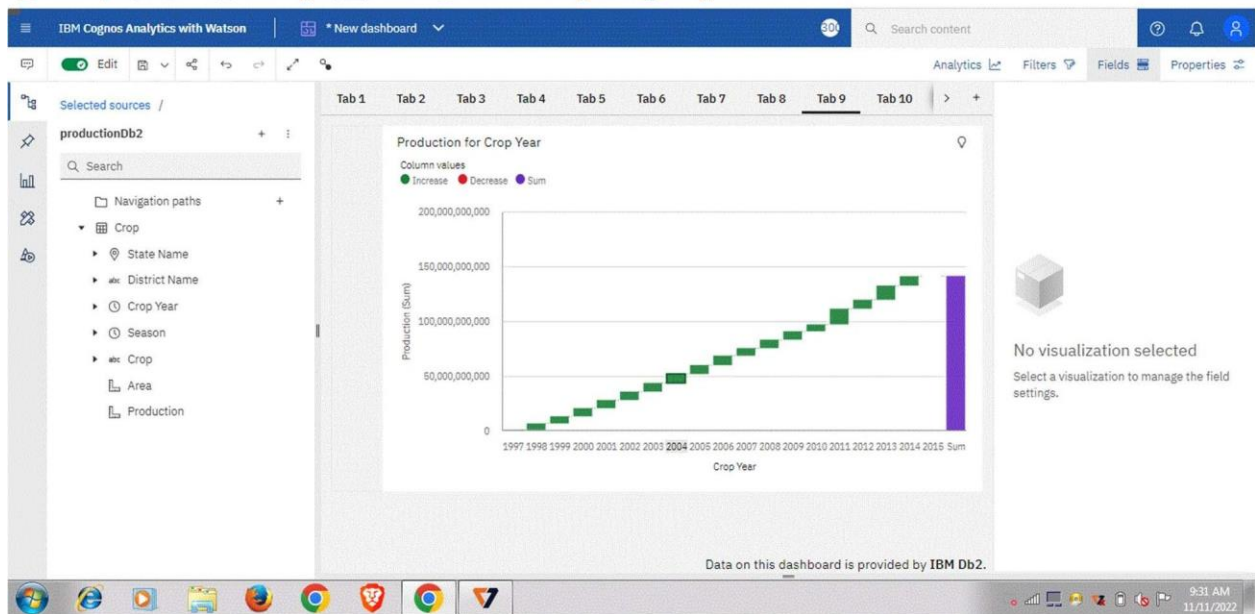 IBM Cognos Analytics with Watson
* New dashboard
Search content
Edit
Analytics
Filters
Fields
Properties
Selected sources /
productionDb2
Search
Navigation paths
Crop
State Name
abc District Name
Crop Year
Season
abc Crop
Area
Production
Tab 1 Tab 2 Tab 3 Tab 4 Tab 5 Tab 6 Tab 7 Tab 8 Tab 9 Tab 10
Production for Crop Year
Column values
Increase Decrease Sum
200,000,000,000
150,000,000,000
100,000,000,000
50,000,000,000
0
Production (Sum)
1997 1998 1999 2000 2001 2002 2003 2004 2005 2006 2007 2008 2009 2010 2011 2012 2013 2014 2015 Sum
Crop Year
No visualization selected
Select a visualization to manage the field
settings.
Data on this dashboard is provided by IBM Db2.
9:31 AM
11/11/2022